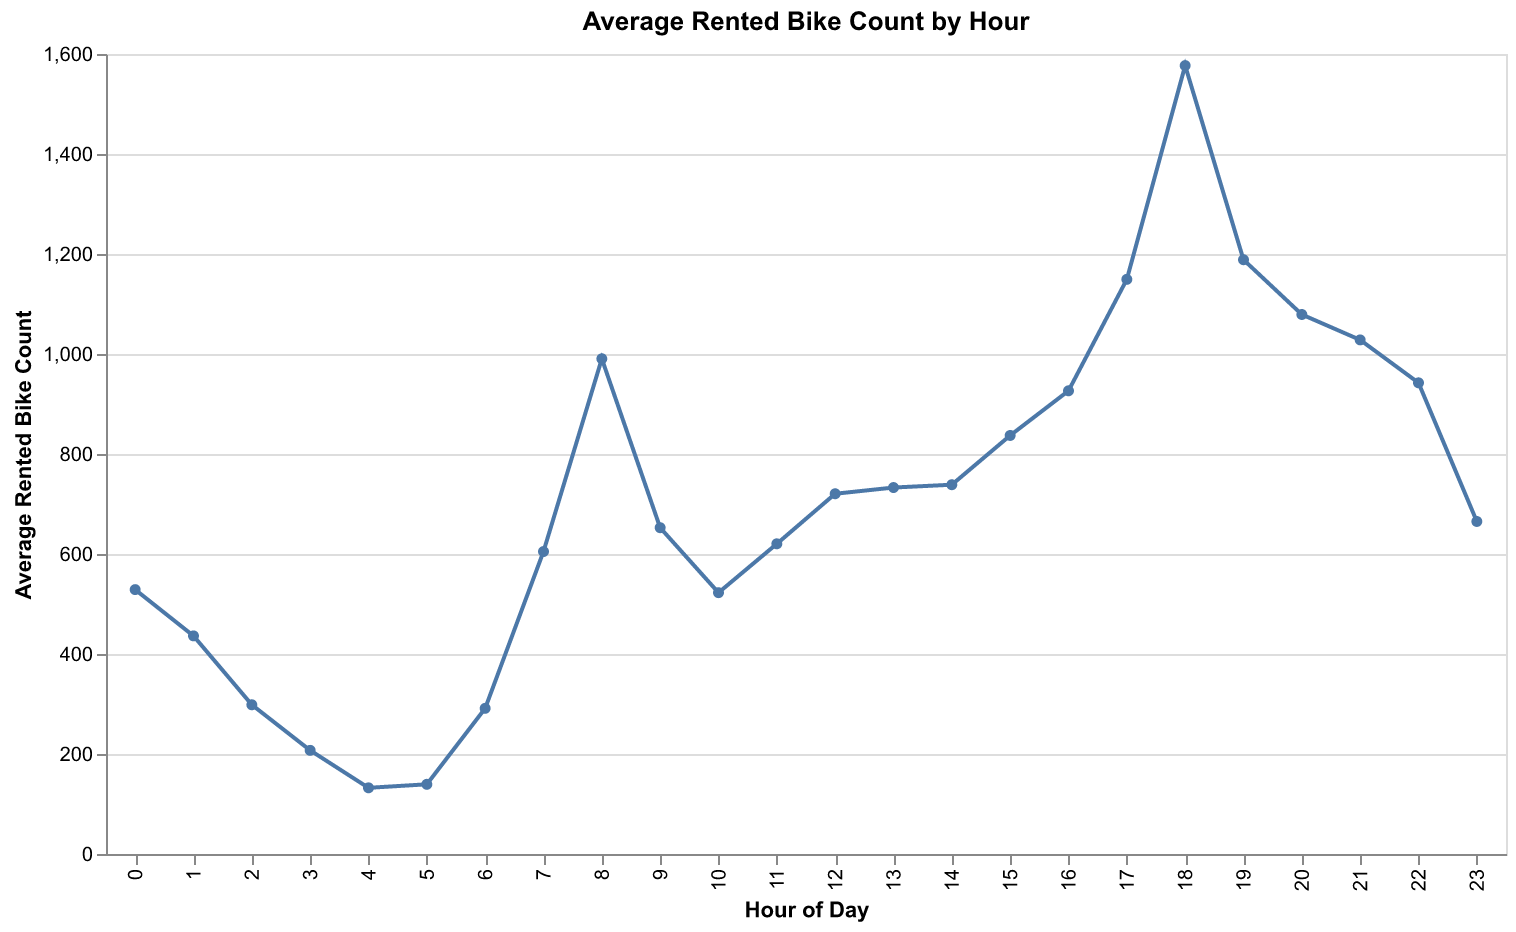 Average Rented Bike Count by Hour
1,600
1,400
1,200
1,000
800
600
400
200
0
Average Rented Bike Count
0 1 2 3 4 5 6 7 8 9 10 11 12 13 14 15 16 17 18 19 20 21 22 23
Hour of Day